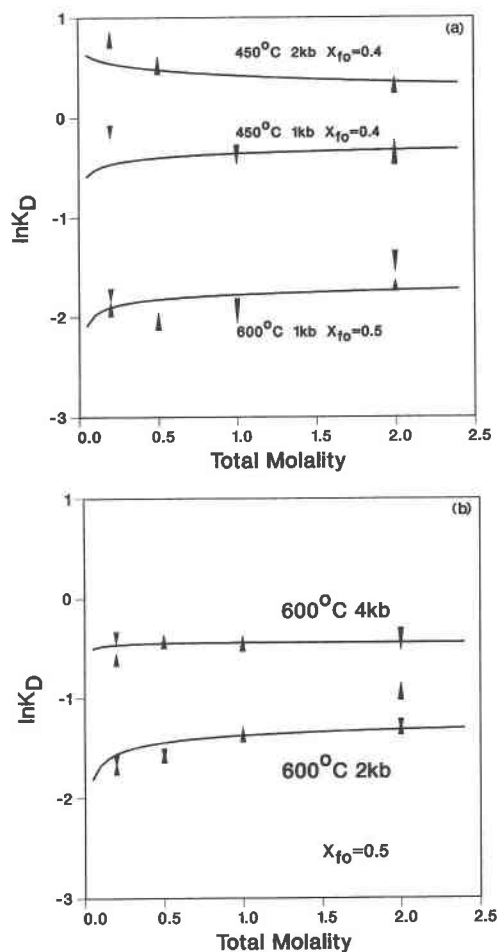 (a)
1
0
-1
-2
-3
lnK_D
450°C 2kb X_fo=0.4
450°C 1kb X_fo=0.4
600°C 1kb X_fo=0.5
0.0 0.5 1.0 1.5 2.0 2.5
Total Molality
(b)
1
0
-1
-2
-3
lnK_D
600°C 4kb
600°C 2kb
X_fo=0.5
0.0 0.5 1.0 1.5 2.0 2.5
Total Molality